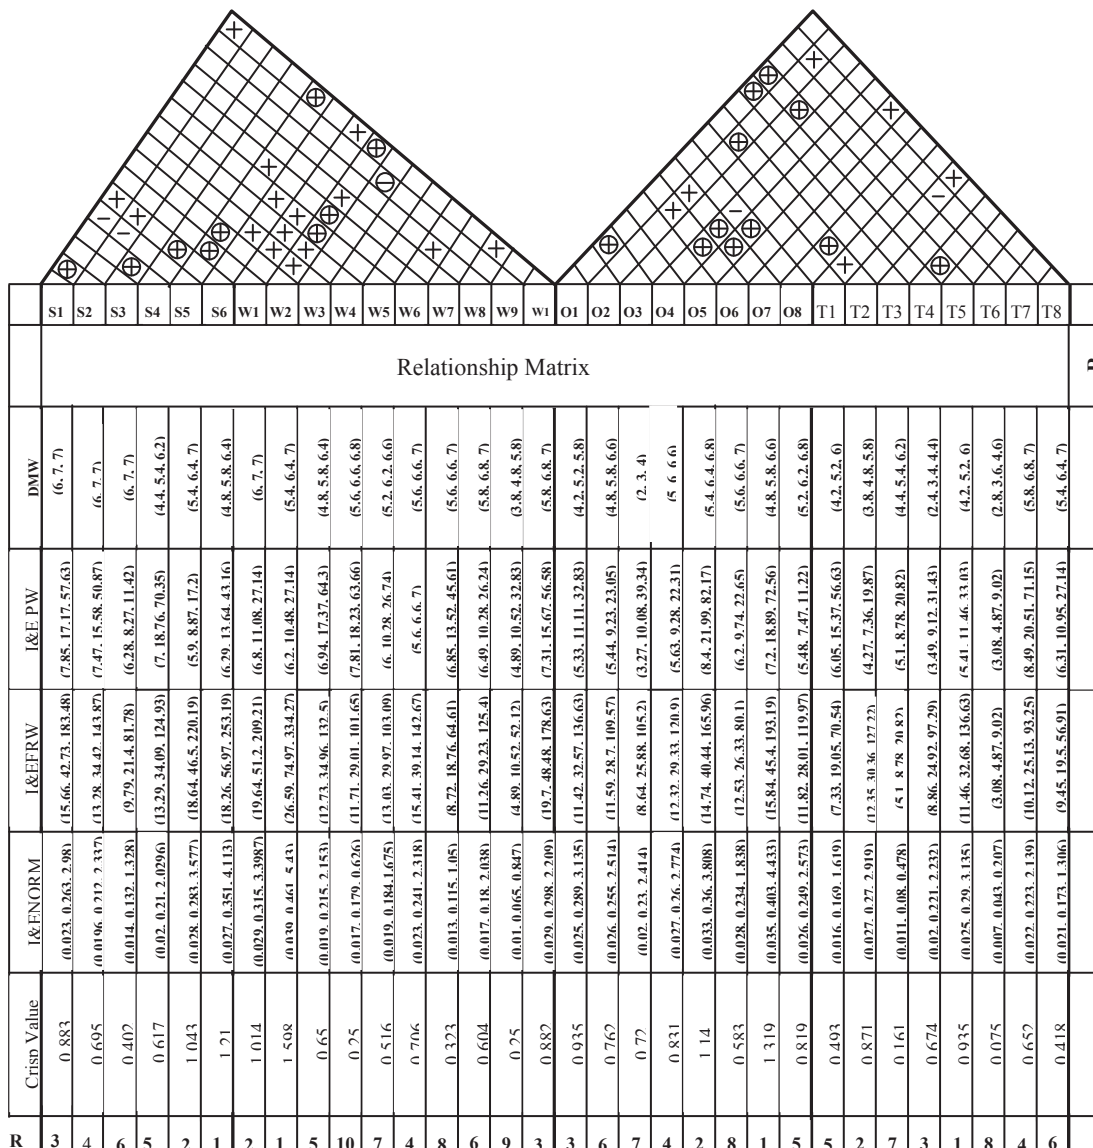 S1 S2 S3 S4 S5 S6 W1 W2 W3 W4 W5 W6 W7 W8 W9 W1 O1 O2 O3 O4 O5 O6 O7 O8 T1 T2 T3 T4 T5 T6 T7 T8
Relationship Matrix
DMW (6, 7, 7) (6, 7, 7) (6, 7, 7) (4.4, 5.4, 6.2) (5.4, 6.4, 7) (4.8, 5.8, 6.4) (6, 7, 7) (5.4, 6.4, 7) (4.8, 5.8, 6.4) (5.6, 6.6, 6.8) (5.2, 6.2, 6.6) (5.6, 6.6, 7) (5.6, 6.6, 7) (5.8, 6.8, 7) (3.8, 4.8, 5.8) (5.8, 6.8, 7) (4.2, 5.2, 5.8) (4.8, 5.8, 6.6) (2, 3, 4) (5, 6, 6.6) (5.4, 6.4, 6.8) (5.6, 6.6, 7) (4.8, 5.8, 6.6) (5.2, 6.2, 6.8) (4.2, 5.2, 6) (3.8, 4.8, 5.8) (4.4, 5.4, 6.2) (2.4, 3.4, 4.4) (4.2, 5.2, 6) (2.8, 3.6, 4.6) (5.8, 6.8, 7) (5.4, 6.4, 7)
I&E PW (7.85, 17.17, 57.63) (7.47, 15.58, 50.87) (6.28, 8.27, 11.42) (7, 18.76, 70.35) (5.9, 8.87, 17.2) (6.29, 13.64, 43.16) (6.8, 11.08, 27.14) (6.2, 10.48, 27.14) (6.94, 17.37, 64.3) (7.81, 18.23, 63.66) (6, 10.28, 26.74) (5.6, 6.6, 7) (6.85, 13.52, 45.61) (6.49, 10.28, 26.24) (4.89, 10.52, 32.83) (7.31, 15.67, 56.58) (5.33, 11.11, 32.83) (5.44, 9.23, 23.05) (3.27, 10.08, 39.34) (5.63, 9.28, 22.31) (8.4, 21.99, 82.17) (6.2, 9.74, 22.65) (7.2, 18.89, 72.56) (5.48, 7.47, 11.22) (6.05, 15.37, 56.63) (4.27, 7.36, 19.87) (5.1, 8.78, 20.82) (3.49, 9.12, 31.43) (5.41, 11.46, 33.03) (3.08, 4.87, 9.02) (8.49, 20.51, 71.15) (6.31, 10.95, 27.14)
I&EFRW (15.66, 42.73, 183.48) (13.28, 34.42, 143.87) (9.79, 21.4, 81.78) (13.29, 34.09, 124.93) (18.64, 46.5, 220.19) (18.26, 56.97, 253.19) (19.64, 51.2, 209.21) (26.59, 74.97, 334.27) (12.73, 34.96, 132.5) (11.71, 29.01, 101.65) (13.03, 29.97, 103.09) (15.41, 39.14, 142.67) (8.72, 18.76, 64.61) (11.26, 29.23, 125.4) (4.89, 10.52, 52.12) (19.7, 48.48, 178.63) (11.42, 32.57, 136.63) (11.59, 28.7, 109.57) (8.64, 25.88, 105.2) (12.32, 29.33, 120.9) (14.74, 40.44, 165.96) (12.53, 26.33, 80.1) (15.84, 45.4, 193.19) (11.82, 28.01, 119.97) (7.33, 19.05, 70.54) (12.35, 30.36, 127.22) (5.1, 8.78, 20.82) (8.86, 24.92, 97.29) (11.46, 32.68, 136.63) (3.08, 4.87, 9.02) (10.12, 25.13, 93.25) (9.45, 19.5, 56.91)
I&ENORM (0.023, 0.263, 2.98) (0.0196, 0.212, 2.337) (0.014, 0.132, 1.328) (0.02, 0.21, 2.0296) (0.028, 0.283, 3.577) (0.027, 0.351, 4.113) (0.029, 0.315, 3.3987) (0.039, 0.461, 5.43) (0.019, 0.215, 2.153) (0.017, 0.179, 0.626) (0.019, 0.184, 1.675) (0.023, 0.241, 2.318) (0.013, 0.115, 1.05) (0.017, 0.18, 2.038) (0.01, 0.065, 0.847) (0.029, 0.298, 2.209) (0.025, 0.289, 3.135) (0.026, 0.255, 2.514) (0.02, 0.23, 2.414) (0.027, 0.26, 2.774) (0.033, 0.36, 3.808) (0.028, 0.234, 1.838) (0.035, 0.403, 4.433) (0.026, 0.249, 2.573) (0.016, 0.169, 1.619) (0.027, 0.27, 2.919) (0.011, 0.08, 0.478) (0.02, 0.221, 2.232) (0.025, 0.29, 3.135) (0.007, 0.043, 0.207) (0.022, 0.223, 2.139) (0.021, 0.173, 1.306)
Crisp Value 0.883 0.695 0.402 0.617 1.043 1.21 1.014 1.598 0.65 0.25 0.516 0.706 0.323 0.604 0.25 0.882 0.935 0.762 0.72 0.831 1.14 0.583 1.319 0.819 0.493 0.871 0.161 0.674 0.935 0.075 0.652 0.418
R 3 4 6 5 2 1 2 1 5 10 7 4 8 6 9 3 3 6 7 4 2 8 1 5 5 2 7 3 1 8 4 6